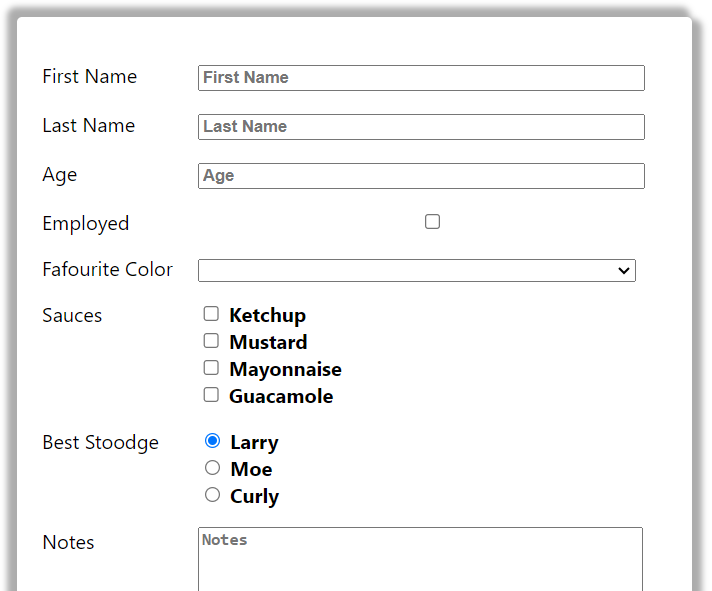 First Name First Name
Last Name Last Name
Age Age
Employed
Fafourite Color
Sauces Ketchup
Mustard
Mayonnaise
Guacamole
Best Stoodge Larry
Moe
Curly
Notes Notes